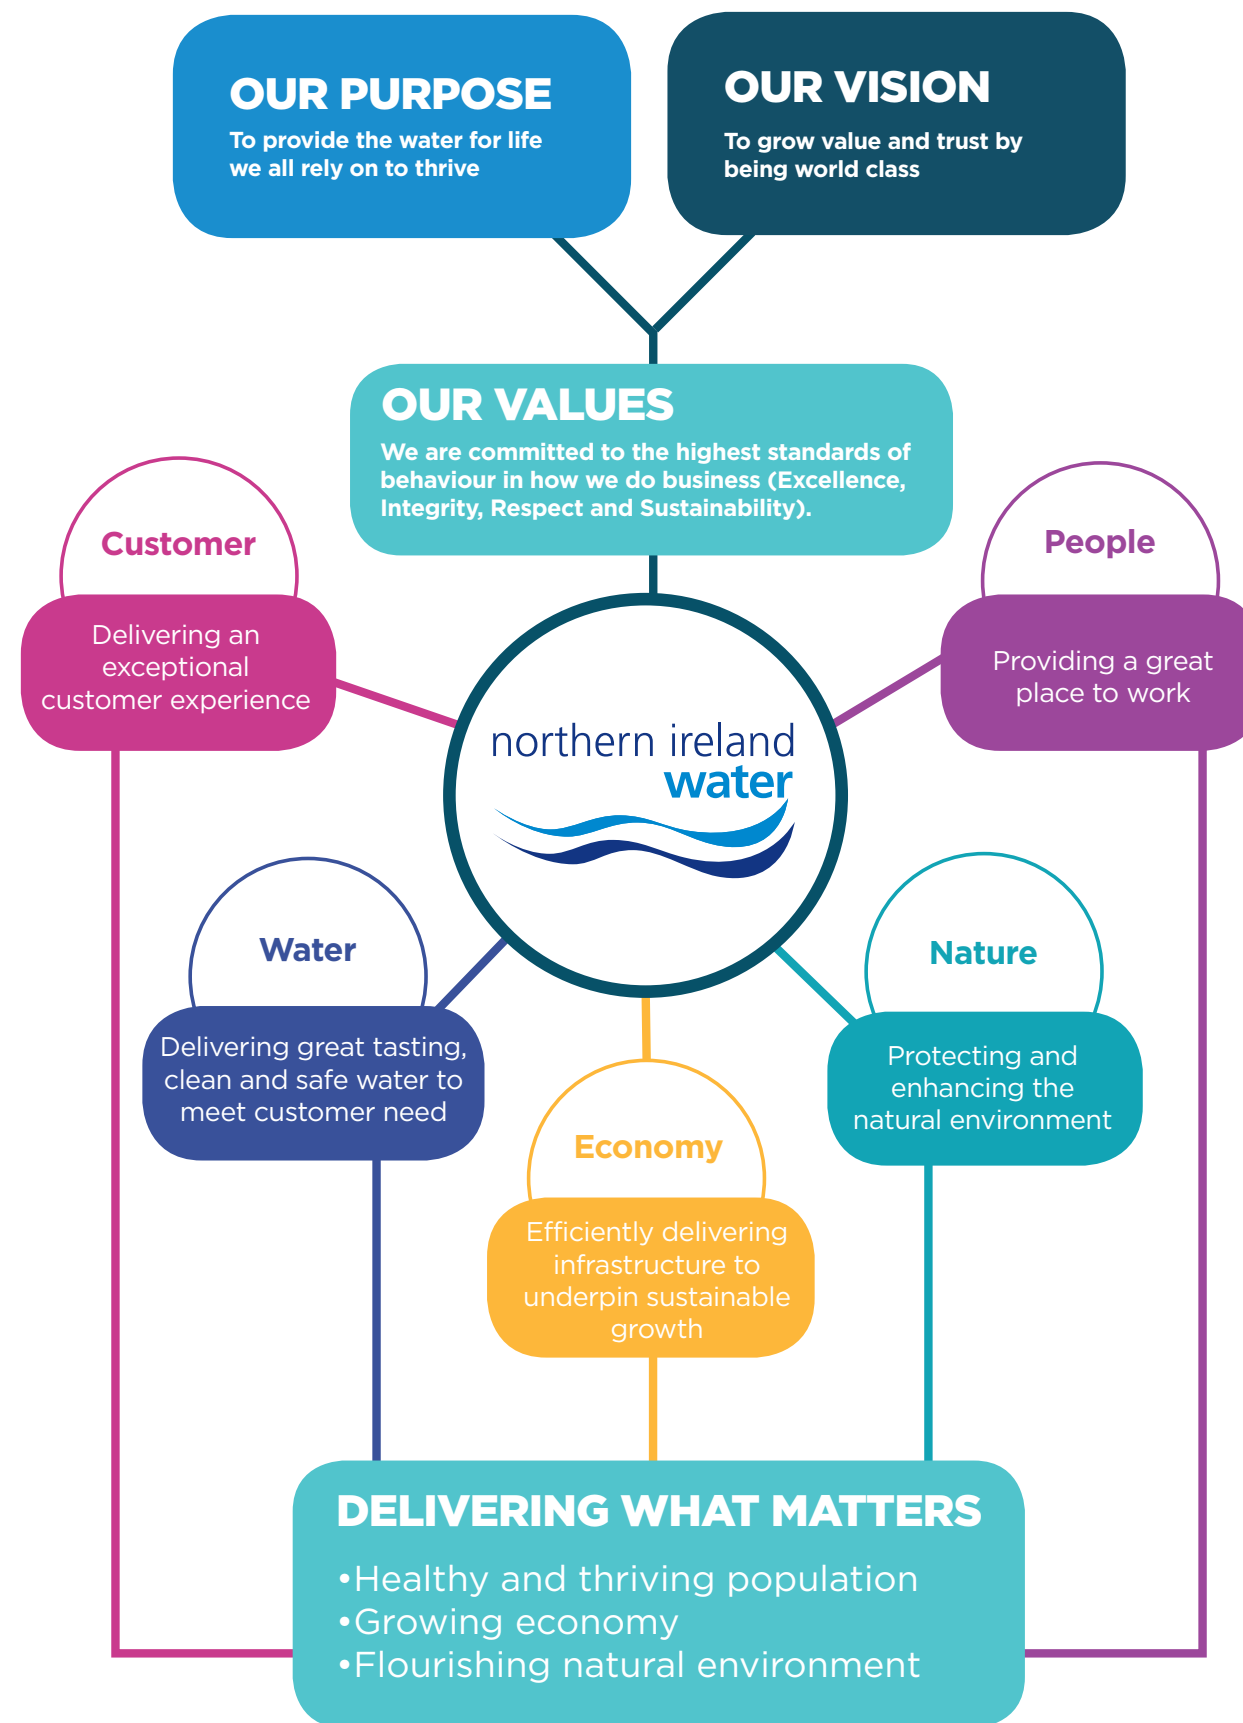 OUR PURPOSE
To provide the water for life
we all rely on to thrive
OUR VISION
To grow value and trust by
being world class
OUR VALUES
We are committed to the highest standards of
behaviour in how we do business (Excellence,
Integrity, Respect and Sustainability).
Customer
Delivering an
exceptional
customer experience
People
Providing a great
place to work
northern ireland
water
Water
Delivering great tasting,
clean and safe water to
meet customer need
Nature
Protecting and
enhancing the
natural environment
Economy
Efficiently delivering
infrastructure to
underpin sustainable
growth
DELIVERING WHAT MATTERS
•Healthy and thriving population
•Growing economy
•Flourishing natural environment